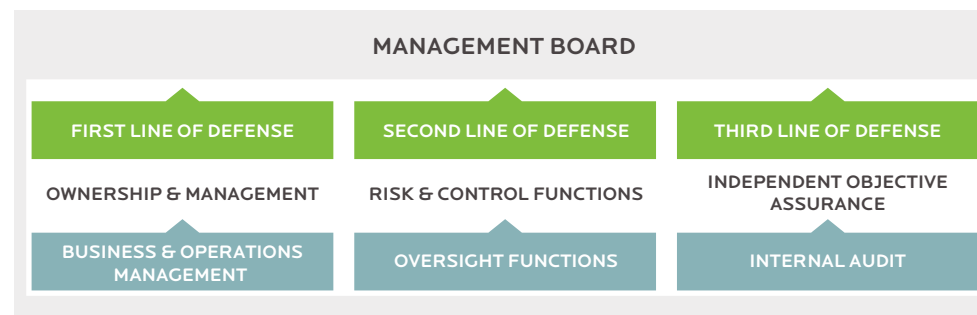 MANAGEMENT BOARD
FIRST LINE OF DEFENSE
SECOND LINE OF DEFENSE
THIRD LINE OF DEFENSE
OWNERSHIP & MANAGEMENT
RISK & CONTROL FUNCTIONS
INDEPENDENT OBJECTIVE
ASSURANCE
BUSINESS & OPERATIONS
MANAGEMENT
OVERSIGHT FUNCTIONS
INTERNAL AUDIT